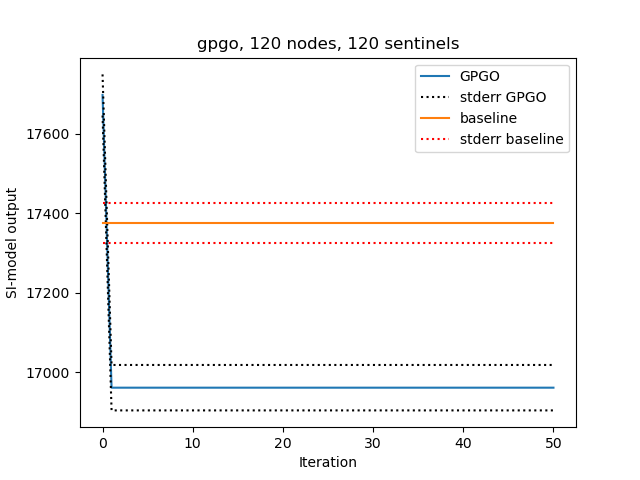 gpgo, 120 nodes, 120 sentinels
GPGO
stderr GPGO
baseline
stderr baseline
17600
17400
17200
17000
SI-model output
0 10 20 30 40 50
Iteration